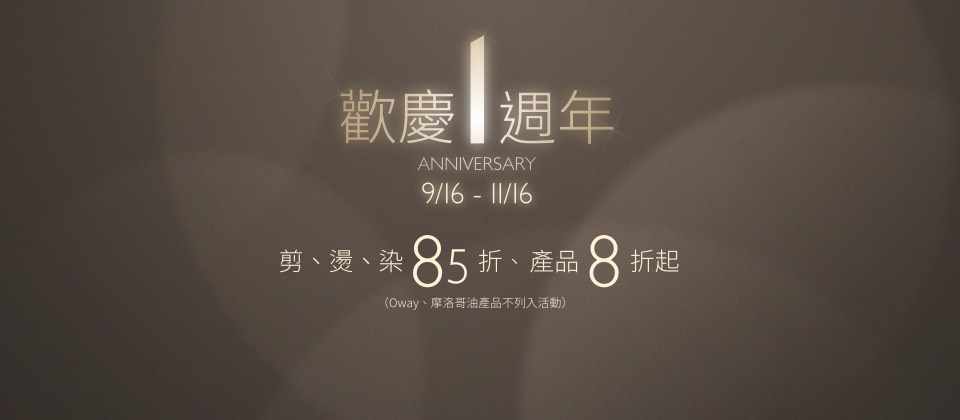 歡慶1週年
ANNIVERSARY
9/16 - 11/16
剪、燙、染85折、產品8折起
(Oway、摩洛哥油產品不列入活動)